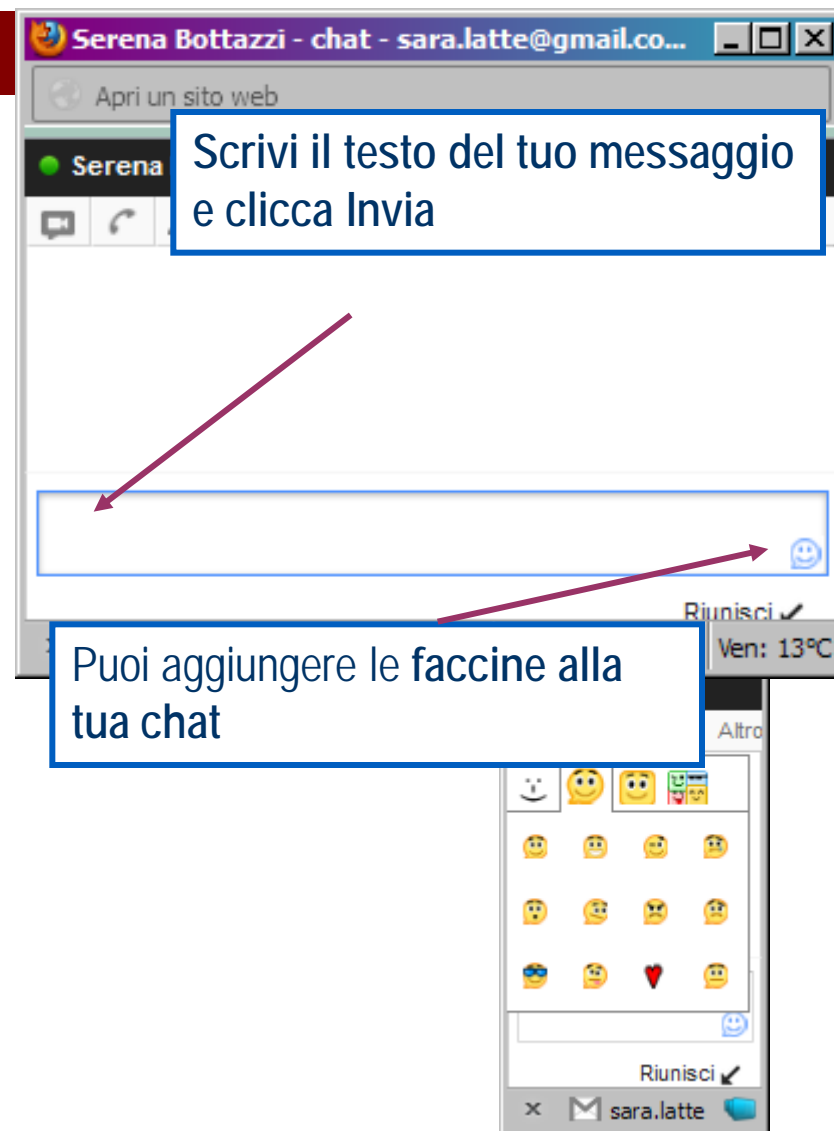 Serena Bottazzi - chat - sara.latte@gmail.co...
Apri un sito web
Serena
Scrivi il testo del tuo messaggio
e clicca Invia
Riunisci
Ven: 13°C
Puoi aggiungere le faccine alla
tua chat
Altro
Riunisci
× sara.latte